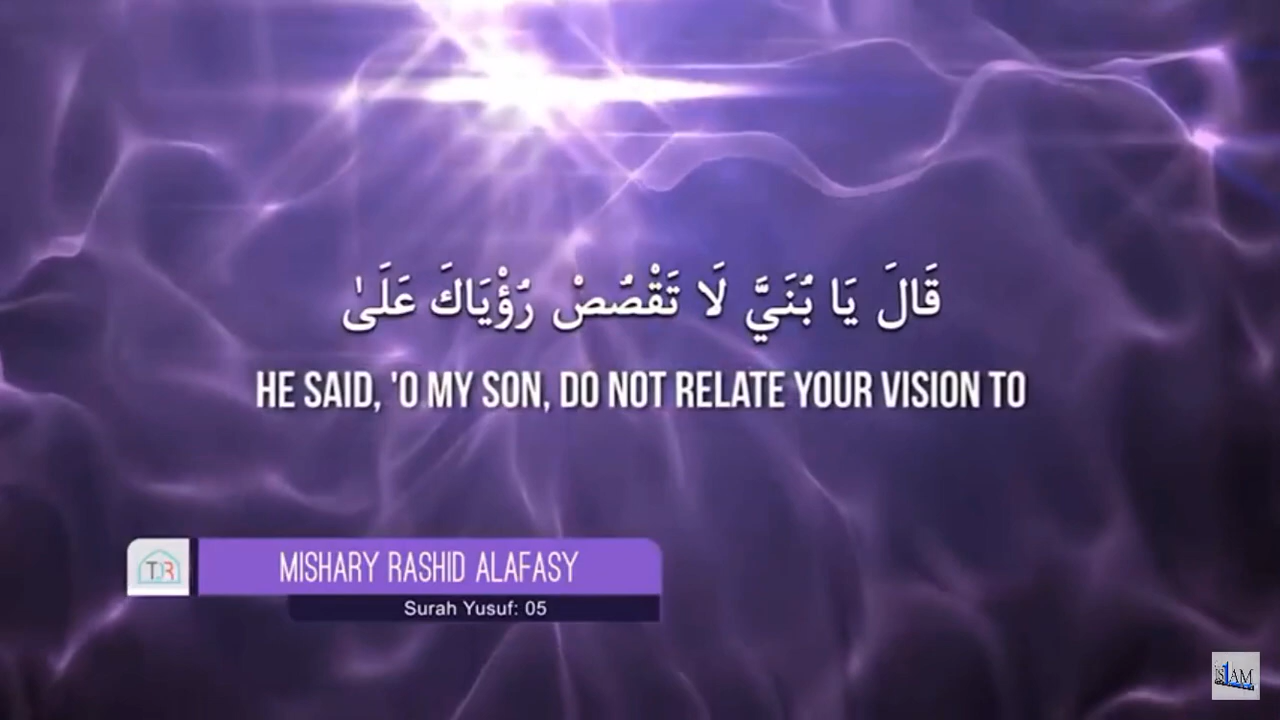 قَالَ يَا بُنَيَّ لَا تَقْصُصْ رُؤْيَاكَ عَلَىٰ
HE SAID, 'O MY SON, DO NOT RELATE YOUR VISION TO
TJR
MISHARY RASHID ALAFASY
Surah Yusuf: 05
ISLAM